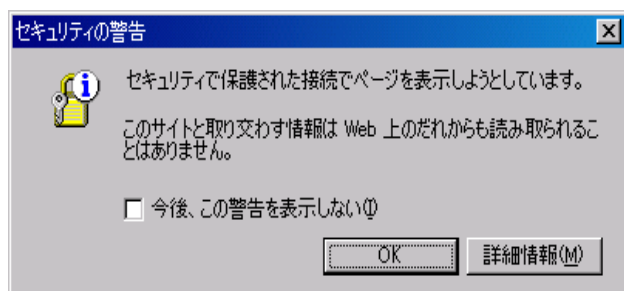 セキュリティの警告
セキュリティで保護された接続でページを表示しようとしています。
このサイトと取り交わす情報は Web 上のだれからも読み取られるこ
とはありません。
今後、この警告を表示しない(I)
OK
詳細情報(M)